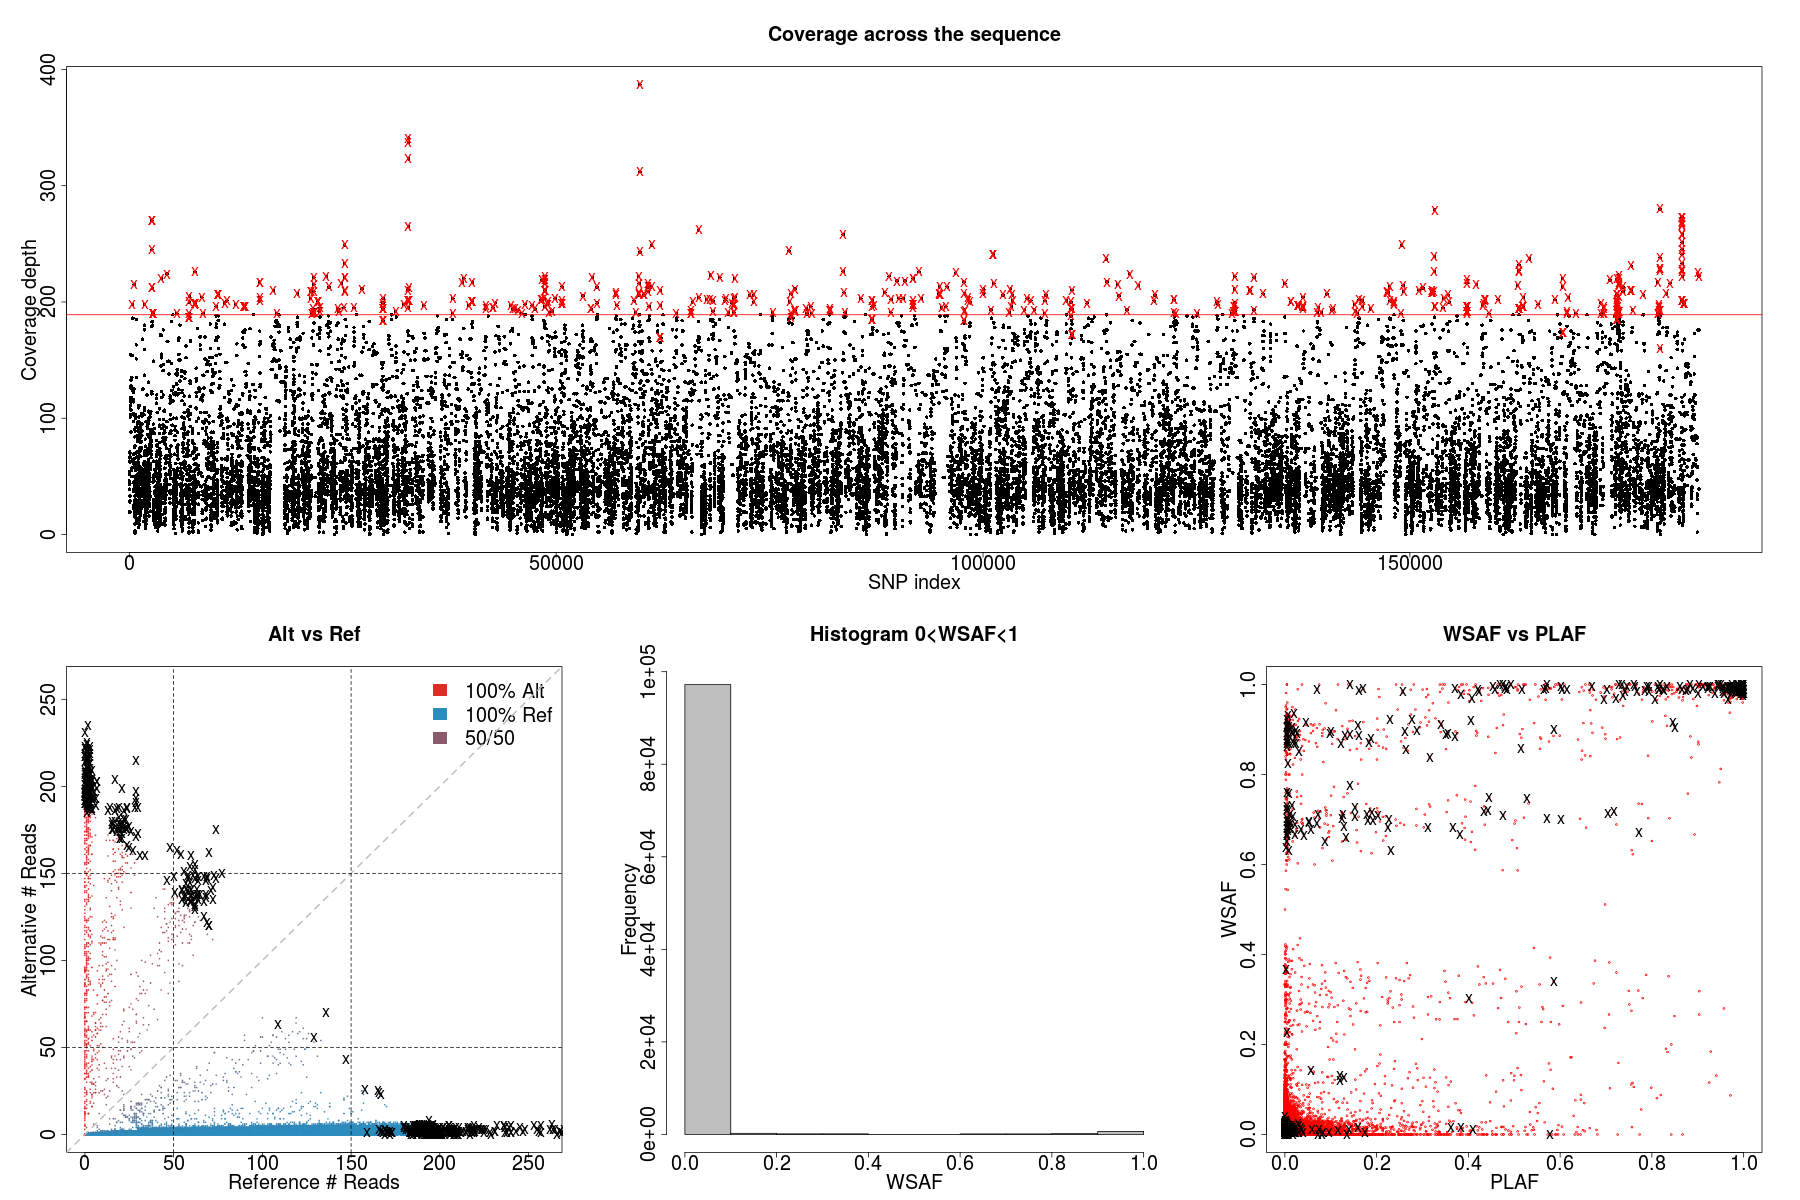 Coverage across the sequence
Coverage depth
0
100
200
300
400
0
50000
100000
150000
SNP index
Alt vs Ref
Alternative # Reads
0
50
100
150
200
250
100% Alt
100% Ref
50/50
0
50
100
150
200
250
Reference # Reads
Histogram 0<WSAF<1
Frequency
0e+00
2e+04
4e+04
6e+04
8e+04
1e+05
0.0
0.2
0.4
0.6
0.8
1.0
WSAF
WSAF vs PLAF
WSAF
0.0
0.2
0.4
0.6
0.8
1.0
0.0
0.2
0.4
0.6
0.8
1.0
PLAF